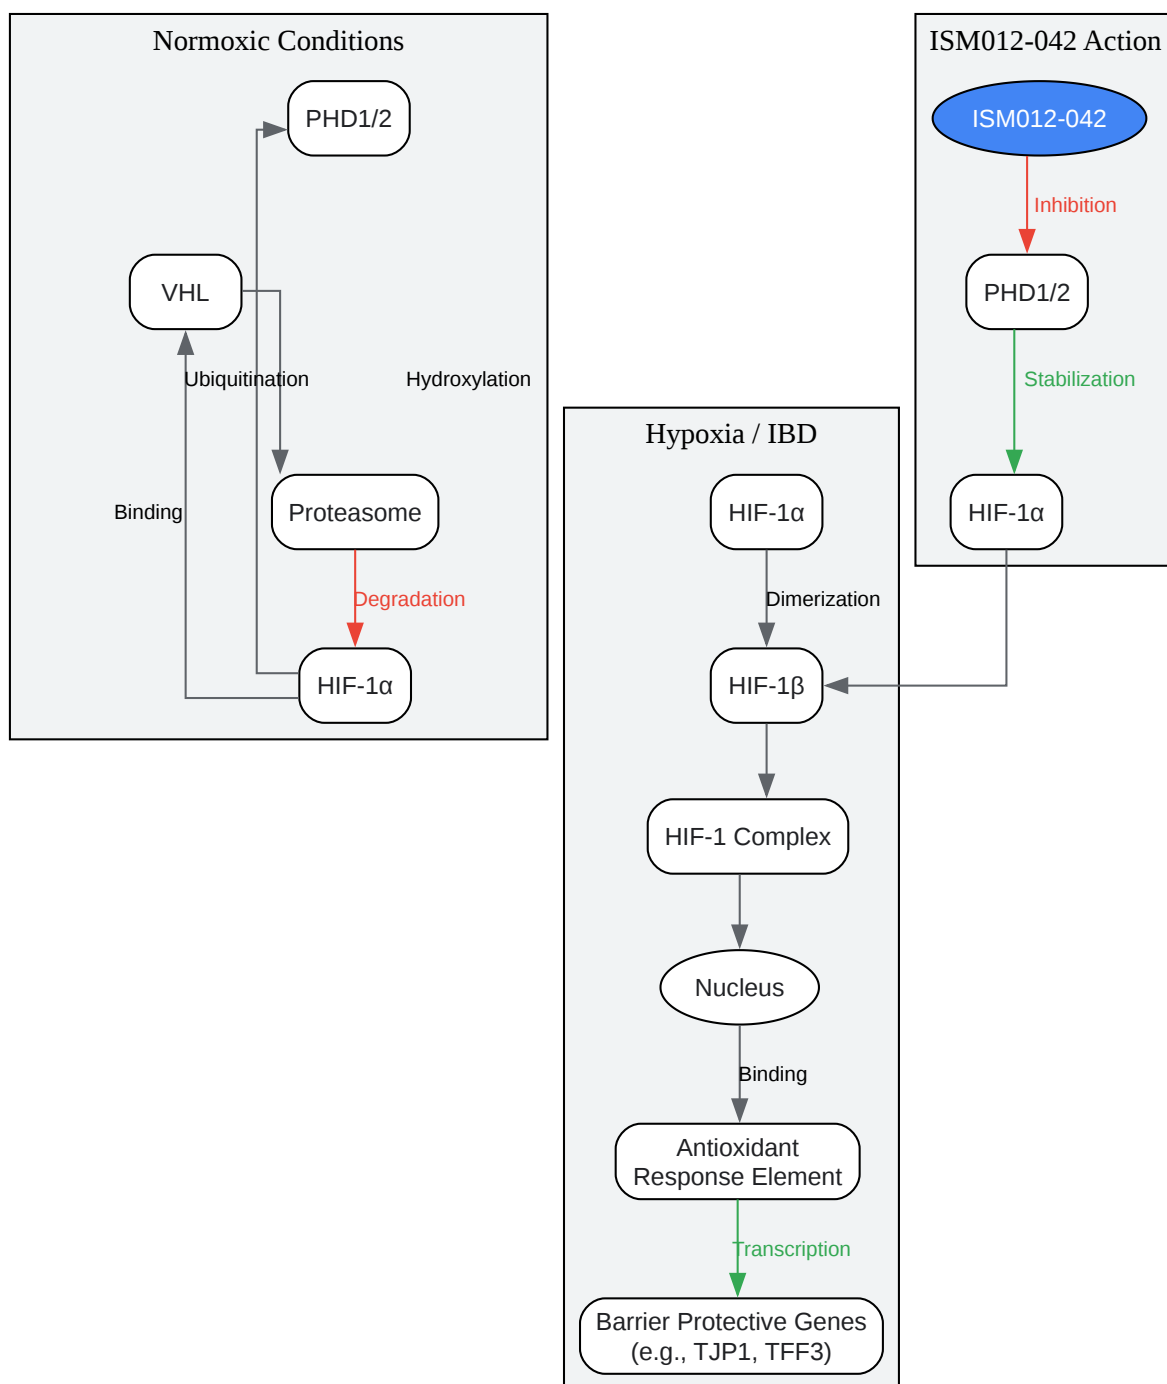 Normoxic Conditions
PHD1/2
VHL
Ubiquitination
Hydroxylation
Binding
Proteasome
Degradation
HIF-1α
ISM012-042 Action
ISM012-042
Inhibition
PHD1/2
Stabilization
HIF-1α
Hypoxia / IBD
HIF-1α
Dimerization
HIF-1β
HIF-1 Complex
Nucleus
Binding
Antioxidant
Response Element
Transcription
Barrier Protective Genes
(e.g., TJP1, TFF3)